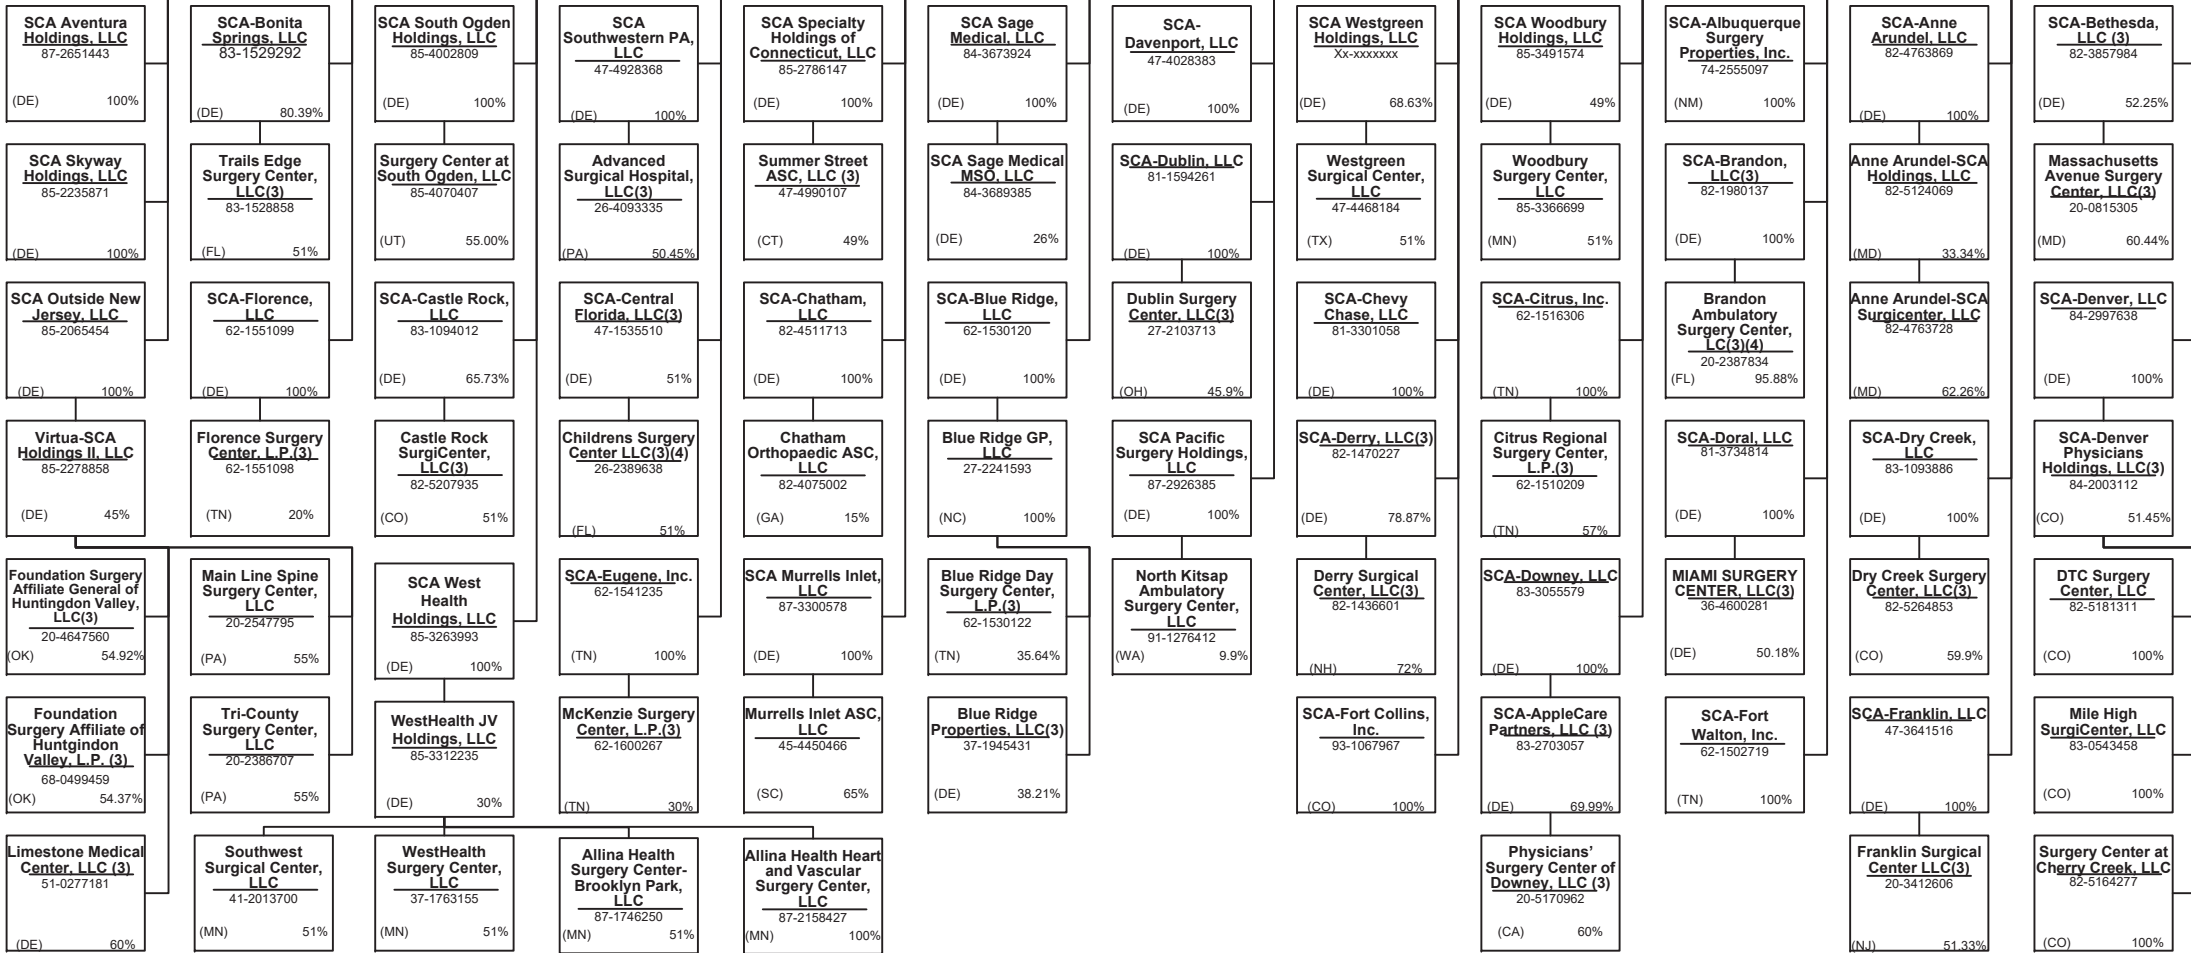 SCA Aventura
Holdings, LLC
87-2651443
(DE) 100%
SCA-Bonita
Springs, LLC
83-1529292
(DE) 80.39%
SCA South Ogden
Holdings, LLC
85-4002809
(DE) 100%
SCA
Southwestern PA,
LLC
47-4928368
(DE) 100%
SCA Specialty
Holdings of
Connecticut, LLC
85-2786147
(DE) 100%
SCA Sage
Medical, LLC
84-3673924
(DE) 100%
SCA-
Davenport, LLC
47-4028383
(DE) 100%
SCA Westgreen
Holdings, LLC
Xx-xxxxxxx
(DE) 68.63%
SCA Woodbury
Holdings, LLC
85-3491574
(DE) 49%
SCA-Albuquerque
Surgery
Properties, Inc.
74-2555097
(NM) 100%
SCA-Anne
Arundel, LLC
82-4763869
(DE) 100%
SCA-Bethesda,
LLC (3)
82-3857984
(DE) 52.25%
SCA Skyway
Holdings, LLC
85-2235871
(DE) 100%
Trails Edge
Surgery Center,
LLC(3)
83-1528858
(FL) 51%
Surgery Center at
South Ogden, LLC
85-4070407
(UT) 55.00%
Advanced
Surgical Hospital,
LLC(3)
26-4093335
(PA) 50.45%
Summer Street
ASC, LLC (3)
47-4990107
(CT) 49%
SCA Sage Medical
MSO, LLC
84-3689385
(DE) 26%
SCA-Dublin, LLC
81-1594261
(DE) 100%
Westgreen
Surgical Center,
LLC
47-4468184
(TX) 51%
Woodbury
Surgery Center,
LLC
85-3366699
(MN) 51%
SCA-Brandon,
LLC(3)
82-1980137
(DE) 100%
Anne Arundel-SCA
Holdings, LLC
82-5124069
(MD) 33.34%
Massachusetts
Avenue Surgery
Center, LLC(3)
20-0815305
(MD) 60.44%
SCA Outside New
Jersey, LLC
85-2065454
(DE) 100%
SCA-Florence,
LLC
62-1551099
(DE) 100%
SCA-Castle Rock,
LLC
83-1094012
(DE) 65.73%
SCA-Central
Florida, LLC(3)
47-1535510
(DE) 51%
SCA-Chatham,
LLC
82-4511713
(DE) 100%
SCA-Blue Ridge,
LLC
62-1530120
(DE) 100%
Dublin Surgery
Center, LLC(3)
27-2103713
(OH) 45.9%
SCA-Chevy
Chase, LLC
81-3301058
(DE) 100%
SCA-Citrus, Inc.
62-1516306
(TN) 100%
Brandon
Ambulatory
Surgery Center,
LC(3)(4)
20-2387834
(FL) 95.88%
Anne Arundel-SCA
Surgicenter, LLC
82-4763728
(MD) 62.26%
SCA-Denver, LLC
84-2997638
(DE) 100%
Virtua-SCA
Holdings II, LLC
85-2278858
(DE) 45%
Florence Surgery
Center, L.P.(3)
62-1551098
(TN) 20%
Castle Rock
SurgiCenter,
LLC(3)
82-5207935
(CO) 51%
Childrens Surgery
Center LLC(3)(4)
26-2389638
(FL) 51%
Chatham
Orthopaedic ASC,
LLC
82-4075002
(GA) 15%
Blue Ridge GP,
LLC
27-2241593
(NC) 100%
SCA Pacific
Surgery Holdings,
LLC
87-2926385
(DE) 100%
SCA-Derry, LLC(3)
82-1470227
(DE) 78.87%
Citrus Regional
Surgery Center,
L.P.(3)
62-1510209
(TN) 57%
SCA-Doral, LLC
81-3734814
(DE) 100%
SCA-Dry Creek,
LLC
83-1093886
(DE) 100%
SCA-Denver
Physicians
Holdings, LLC(3)
84-2003112
(CO) 51.45%
Foundation Surgery
Affiliate General of
Huntingdon Valley,
LLC(3)
20-4647560
(OK) 54.92%
Main Line Spine
Surgery Center,
LLC
20-2547795
(PA) 55%
SCA West
Health
Holdings, LLC
85-3263993
(DE) 100%
SCA-Eugene, Inc.
62-1541235
(TN) 100%
SCA Murrells Inlet,
LLC
87-3300578
(DE) 100%
Blue Ridge Day
Surgery Center,
L.P.(3)
62-1530122
(TN) 35.64%
North Kitsap
Ambulatory
Surgery Center,
LLC
91-1276412
(WA) 9.9%
Derry Surgical
Center, LLC(3)
82-1436601
(NH) 72%
SCA-Downey, LLC
83-3055579
(DE) 100%
MIAMI SURGERY
CENTER, LLC(3)
36-4600281
(DE) 50.18%
Dry Creek Surgery
Center, LLC(3)
82-5264853
(CO) 59.9%
DTC Surgery
Center, LLC
82-5181311
(CO) 100%
Foundation
Surgery Affiliate of
Huntgindon
Valley, L.P. (3)
68-0499459
(OK) 54.37%
Tri-County
Surgery Center,
LLC
20-2386707
(PA) 55%
WestHealth JV
Holdings, LLC
85-3312235
(DE) 30%
McKenzie Surgery
Center, L.P.(3)
62-1600267
(TN) 30%
Murrells Inlet ASC,
LLC
45-4450466
(SC) 65%
Blue Ridge
Properties, LLC(3)
37-1945431
(DE) 38.21%
SCA-Fort Collins,
Inc.
93-1067967
(CO) 100%
SCA-AppleCare
Partners, LLC (3)
83-2703057
(DE) 69.99%
SCA-Fort
Walton, Inc.
62-1502719
(TN) 100%
SCA-Franklin, LLC
47-3641516
(DE) 100%
Mile High
SurgiCenter, LLC
83-0543458
(CO) 100%
Limestone Medical
Center, LLC (3)
51-0277181
(DE) 60%
Southwest
Surgical Center,
LLC
41-2013700
(MN) 51%
WestHealth
Surgery Center,
LLC
37-1763155
(MN) 51%
Allina Health
Surgery Center-
Brooklyn Park,
LLC
87-1746250
(MN) 51%
Allina Health Heart
and Vascular
Surgery Center,
LLC
87-2158427
(MN) 100%
Physicians’
Surgery Center of
Downey, LLC (3)
20-5170962
(CA) 60%
Franklin Surgical
Center LLC(3)
20-3412606
(NJ) 51.33%
Surgery Center at
Cherry Creek, LLC
82-5164277
(CO) 100%